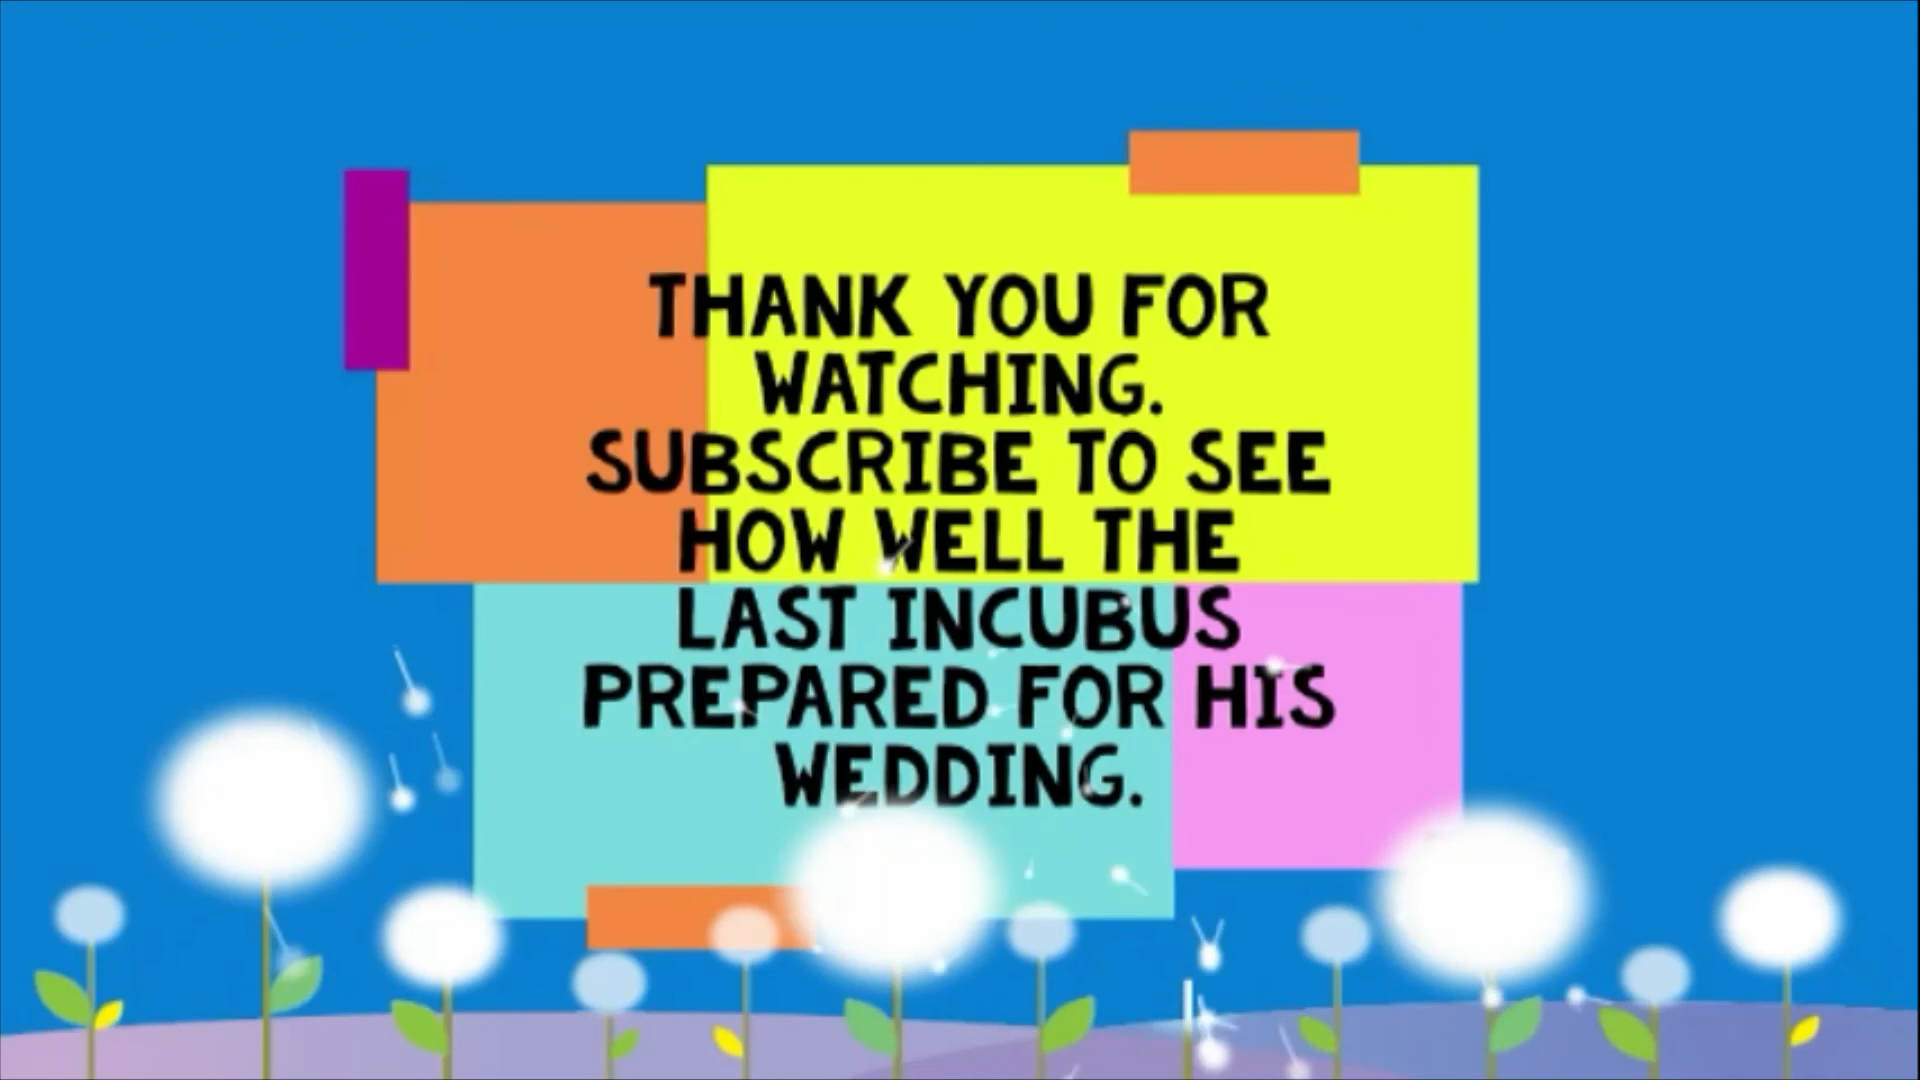 THANK YOU FOR
WATCHING.
SUBSCRIBE TO SEE
HOW WELL THE
LAST INCUBUS
PREPARED FOR HIS
WEDDING.